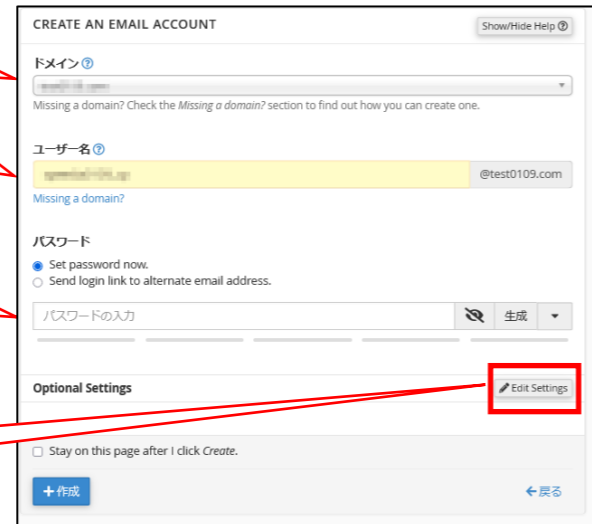 CREATE AN EMAIL ACCOUNT
Show/Hide Help
ドメイン
Missing a domain? Check the Missing a domain? section to find out how you can create one.
ユーザー名
@test0109.com
Missing a domain?
パスワード
Set password now.
Send login link to alternate email address.
パスワードの入力
生成
Optional Settings
Edit Settings
Stay on this page after I click Create.
+作成
戻る